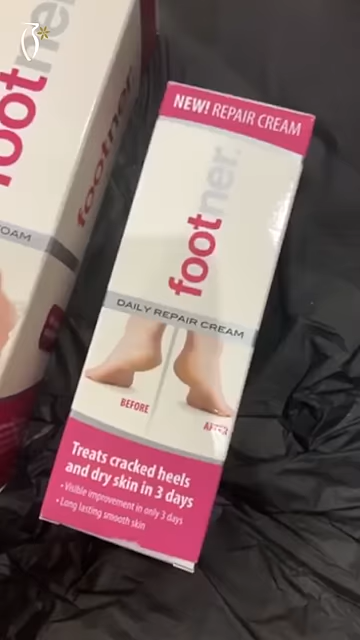 NEW! REPAIR CREAM
footner.
DAILY REPAIR CREAM
BEFORE
AFTER
Treats cracked heels
and dry skin in 3 days
• Visible improvement in only 3 days
• Long lasting smooth skin
footner
footner
OAM